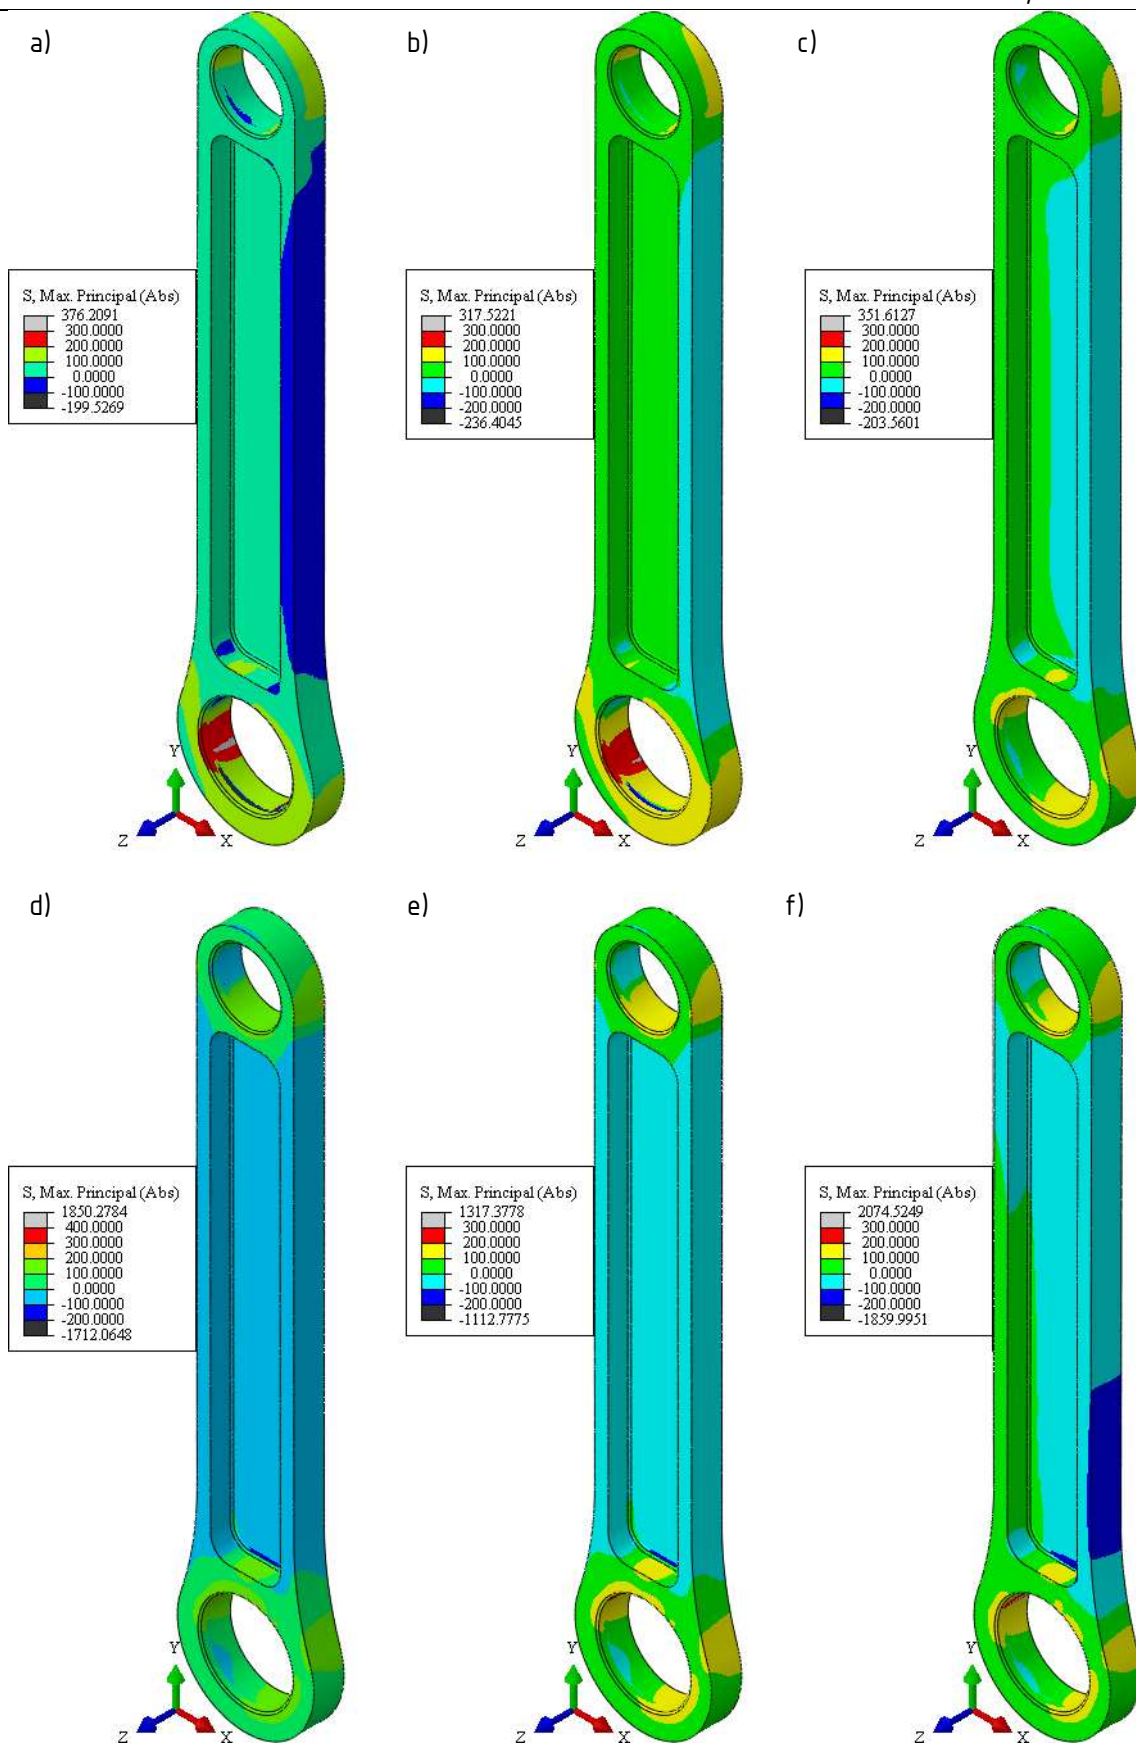 a)
b)
c)
S, Max. Principal (Abs)
376.2091
300.0000
200.0000
100.0000
0.0000
-100.0000
-199.5269
S, Max. Principal (Abs)
317.5221
300.0000
200.0000
100.0000
0.0000
-100.0000
-200.0000
-236.4045
S, Max. Principal (Abs)
351.6127
300.0000
200.0000
100.0000
0.0000
-100.0000
-200.0000
-203.5601
Y
Z
X
Y
Z
X
Y
Z
X
d)
e)
f)
S, Max. Principal (Abs)
1850.2784
400.0000
300.0000
200.0000
100.0000
0.0000
-100.0000
-200.0000
-1712.0648
S, Max. Principal (Abs)
1317.3778
300.0000
200.0000
100.0000
0.0000
-100.0000
-200.0000
-1112.7775
S, Max. Principal (Abs)
2074.5249
300.0000
200.0000
100.0000
0.0000
-100.0000
-200.0000
-1859.9951
Y
Z
X
Y
Z
X
Y
Z
X